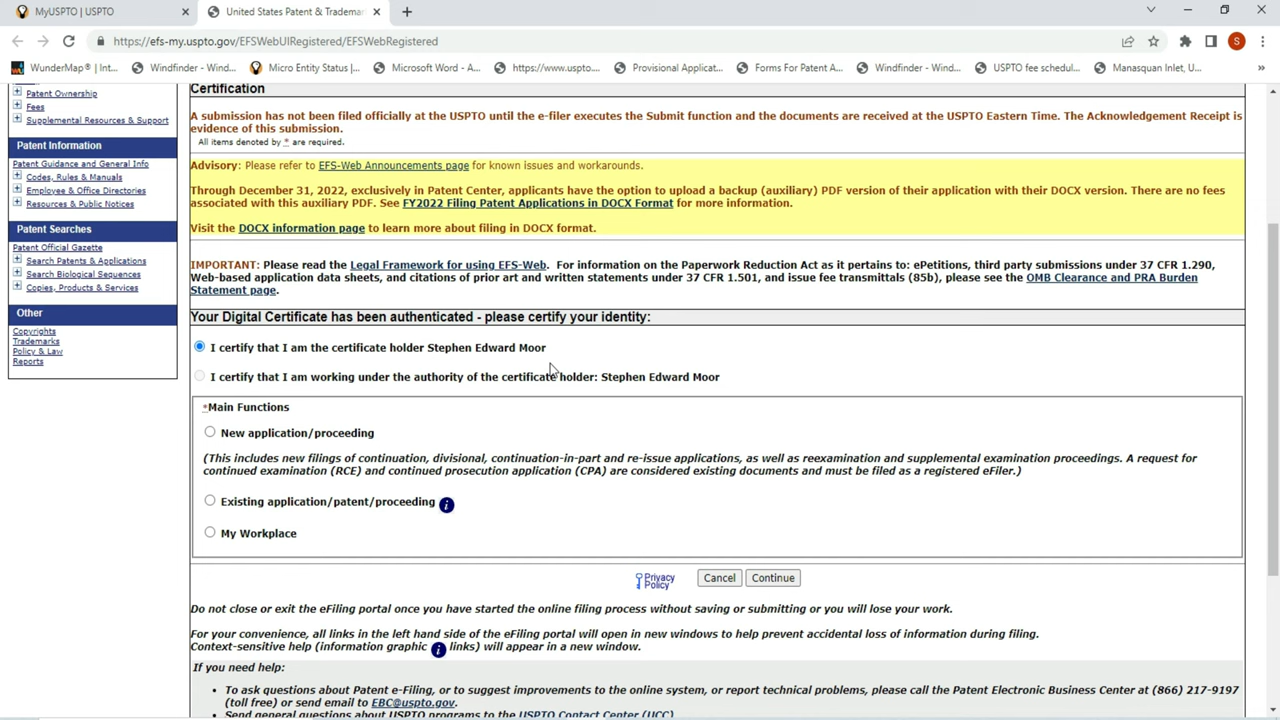 MyUSPTO | USPTO
United States Patent & Tradema
https://efs-my.uspto.gov/EFSWebUIRegistered/EFSWebRegistered
S
WunderMap® | Int...
Windfinder - Wind...
Micro Entity Status |...
Microsoft Word - A...
https://www.uspto....
Provisional Applicat...
Forms For Patent A...
Windfinder - Wind...
USPTO fee schedul...
Manasquan Inlet, U...
Patent Ownership
Fees
Supplemental Resources & Support
Patent Information
Patent Guidance and General Info
Codes, Rules & Manuals
Employee & Office Directories
Resources & Public Notices
Patent Searches
Patent Official Gazette
Search Patents & Applications
Search Biological Sequences
Copies, Products & Services
Other
Copyrights
Trademarks
Policy & Law
Reports
Certification
A submission has not been filed officially at the USPTO until the e-filer executes the Submit function and the documents are received at the USPTO Eastern Time. The Acknowledgement Receipt is
evidence of this submission.
All items denoted by * are required.
Advisory: Please refer to EFS-Web Announcements page for known issues and workarounds.
Through December 31, 2022, exclusively in Patent Center, applicants have the option to upload a backup (auxiliary) PDF version of their application with their DOCX version. There are no fees
associated with this auxiliary PDF. See FY2022 Filing Patent Applications in DOCX Format for more information.
Visit the DOCX information page to learn more about filing in DOCX format.
IMPORTANT: Please read the Legal Framework for using EFS-Web. For information on the Paperwork Reduction Act as it pertains to: ePetitions, third party submissions under 37 CFR 1.290,
Web-based application data sheets, and citations of prior art and written statements under 37 CFR 1.501, and issue fee transmittals (85b), please see the OMB Clearance and PRA Burden
Statement page.
Your Digital Certificate has been authenticated - please certify your identity:
I certify that I am the certificate holder Stephen Edward Moor
I certify that I am working under the authority of the certificate holder: Stephen Edward Moor
*Main Functions
New application/proceeding
(This includes new filings of continuation, divisional, continuation-in-part and re-issue applications, as well as reexamination and supplemental examination proceedings. A request for
continued examination (RCE) and continued prosecution application (CPA) are considered existing documents and must be filed as a registered eFiler.)
Existing application/patent/proceeding i
My Workplace
Privacy
Policy
Cancel
Continue
Do not close or exit the eFiling portal once you have started the online filing process without saving or submitting or you will lose your work.
For your convenience, all links in the left hand side of the eFiling portal will open in new windows to help prevent accidental loss of information during filing.
Context-sensitive help (information graphic i links) will appear in a new window.
If you need help:
• To ask questions about Patent e-Filing, or to suggest improvements to the online system, or report technical problems, please call the Patent Electronic Business Center at (866) 217-9197
(toll free) or send email to EBC@uspto.gov.
• Send general questions about USPTO programs to the USPTO Contact Center (UCC)